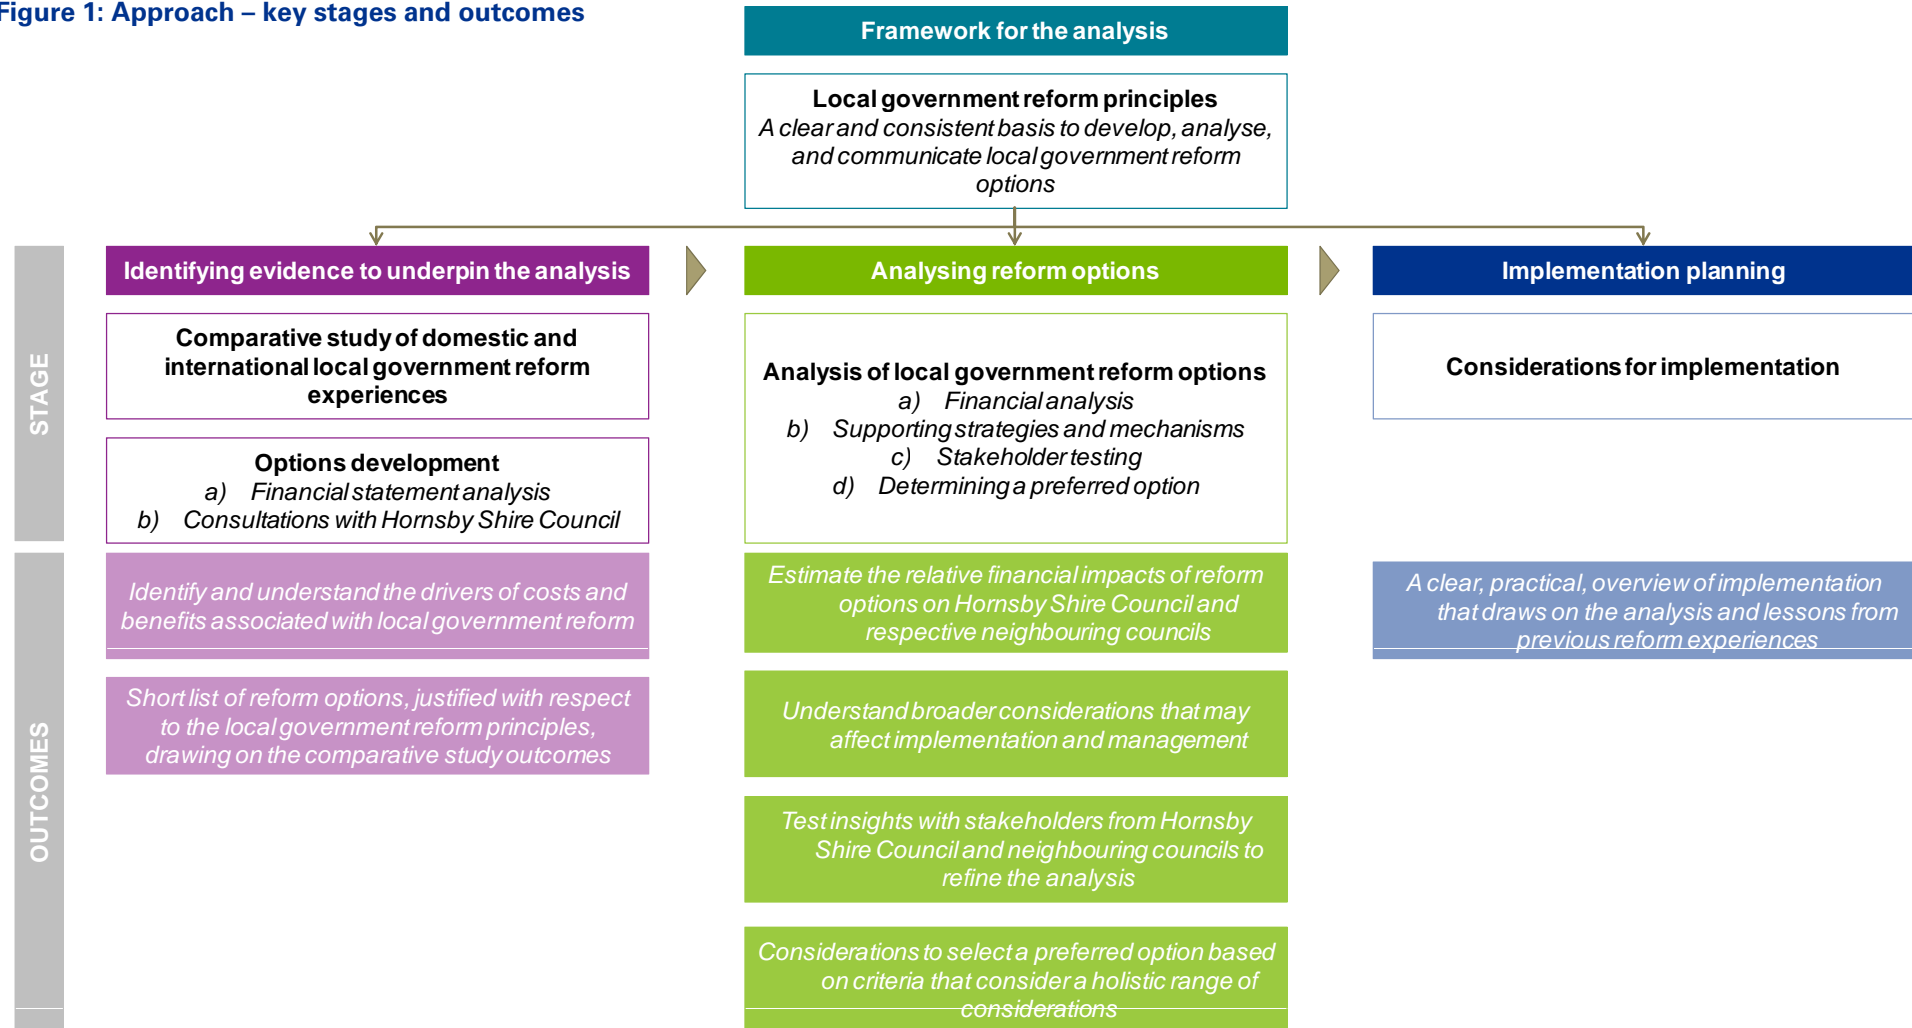 Figure 1: Approach – key stages and outcomes
Framework for the analysis
Local government reform principles
A clear and consistent basis to develop, analyse,
and communicate local government reform
options
STAGE
Identifying evidence to underpin the analysis
Comparative study of domestic and
international local government reform
experiences
Options development
a) Financial statement analysis
b) Consultations with Hornsby Shire Council
Analysing reform options
Analysis of local government reform options
a) Financial analysis
b) Supporting strategies and mechanisms
c) Stakeholder testing
d) Determining a preferred option
Implementation planning
Considerations for implementation
OUTCOMES
Identify and understand the drivers of costs and
benefits associated with local government reform
Short list of reform options, justified with respect
to the local government reform principles,
drawing on the comparative study outcomes
Estimate the relative financial impacts of reform
options on Hornsby Shire Council and
respective neighbouring councils
Understand broader considerations that may
affect implementation and management
Test insights with stakeholders from Hornsby
Shire Council and neighbouring councils to
refine the analysis
Considerations to select a preferred option based
on criteria that consider a holistic range of
considerations
A clear, practical, overview of implementation
that draws on the analysis and lessons from
previous reform experiences